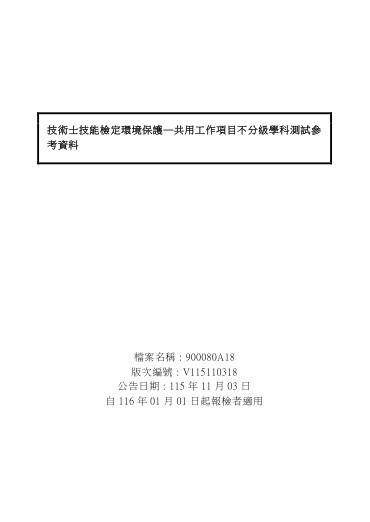 技術士技能檢定環境保護—共用工作項目不分級學科測試參
考資料
檔案名稱：900080A18
版次編號：V115110318
公告日期：115 年 11 月 03 日
自 116 年 01 月 01 日起報檢者適用